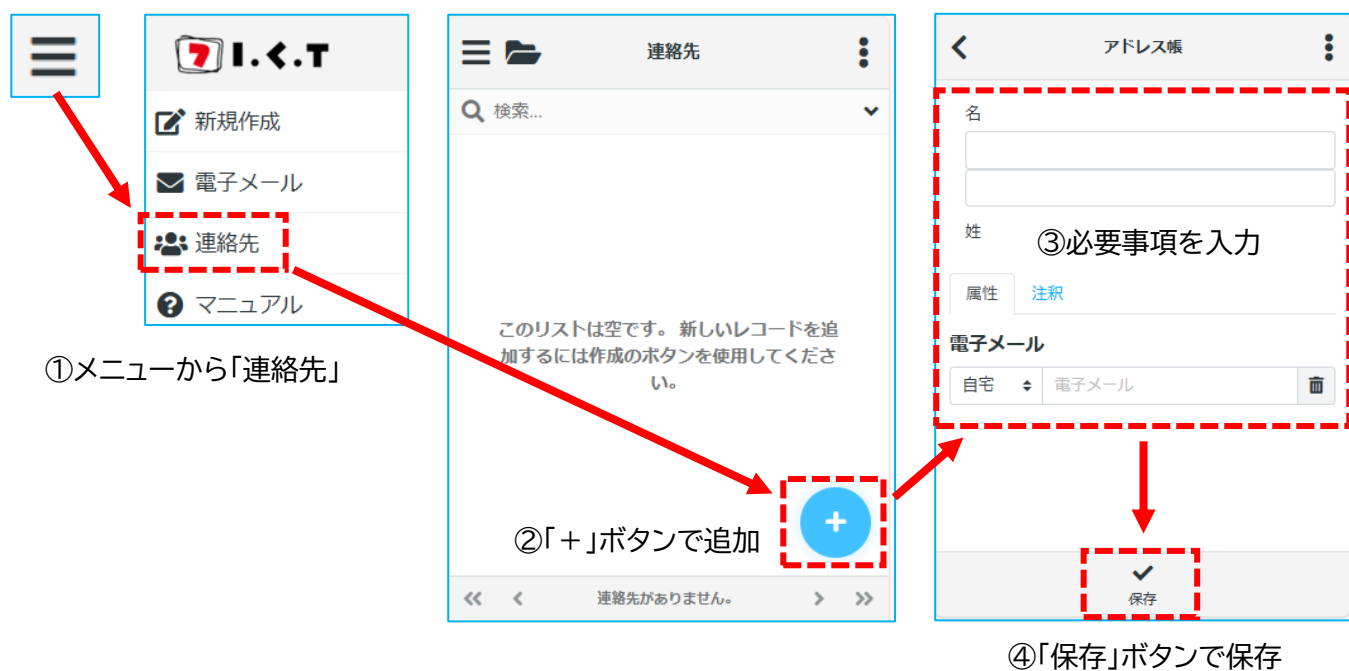 I.C.T
新規作成
電子メール
連絡先
マニュアル
①メニューから「連絡先」
連絡先
検索...
このリストは空です。 新しいレコードを追
加するには作成のボタンを使用してくださ
い。
②「＋」ボタンで追加
連絡先がありません。
アドレス帳
名
姓
③必要事項を入力
属性 注釈
電子メール
自宅 電子メール
保存
④「保存」ボタンで保存